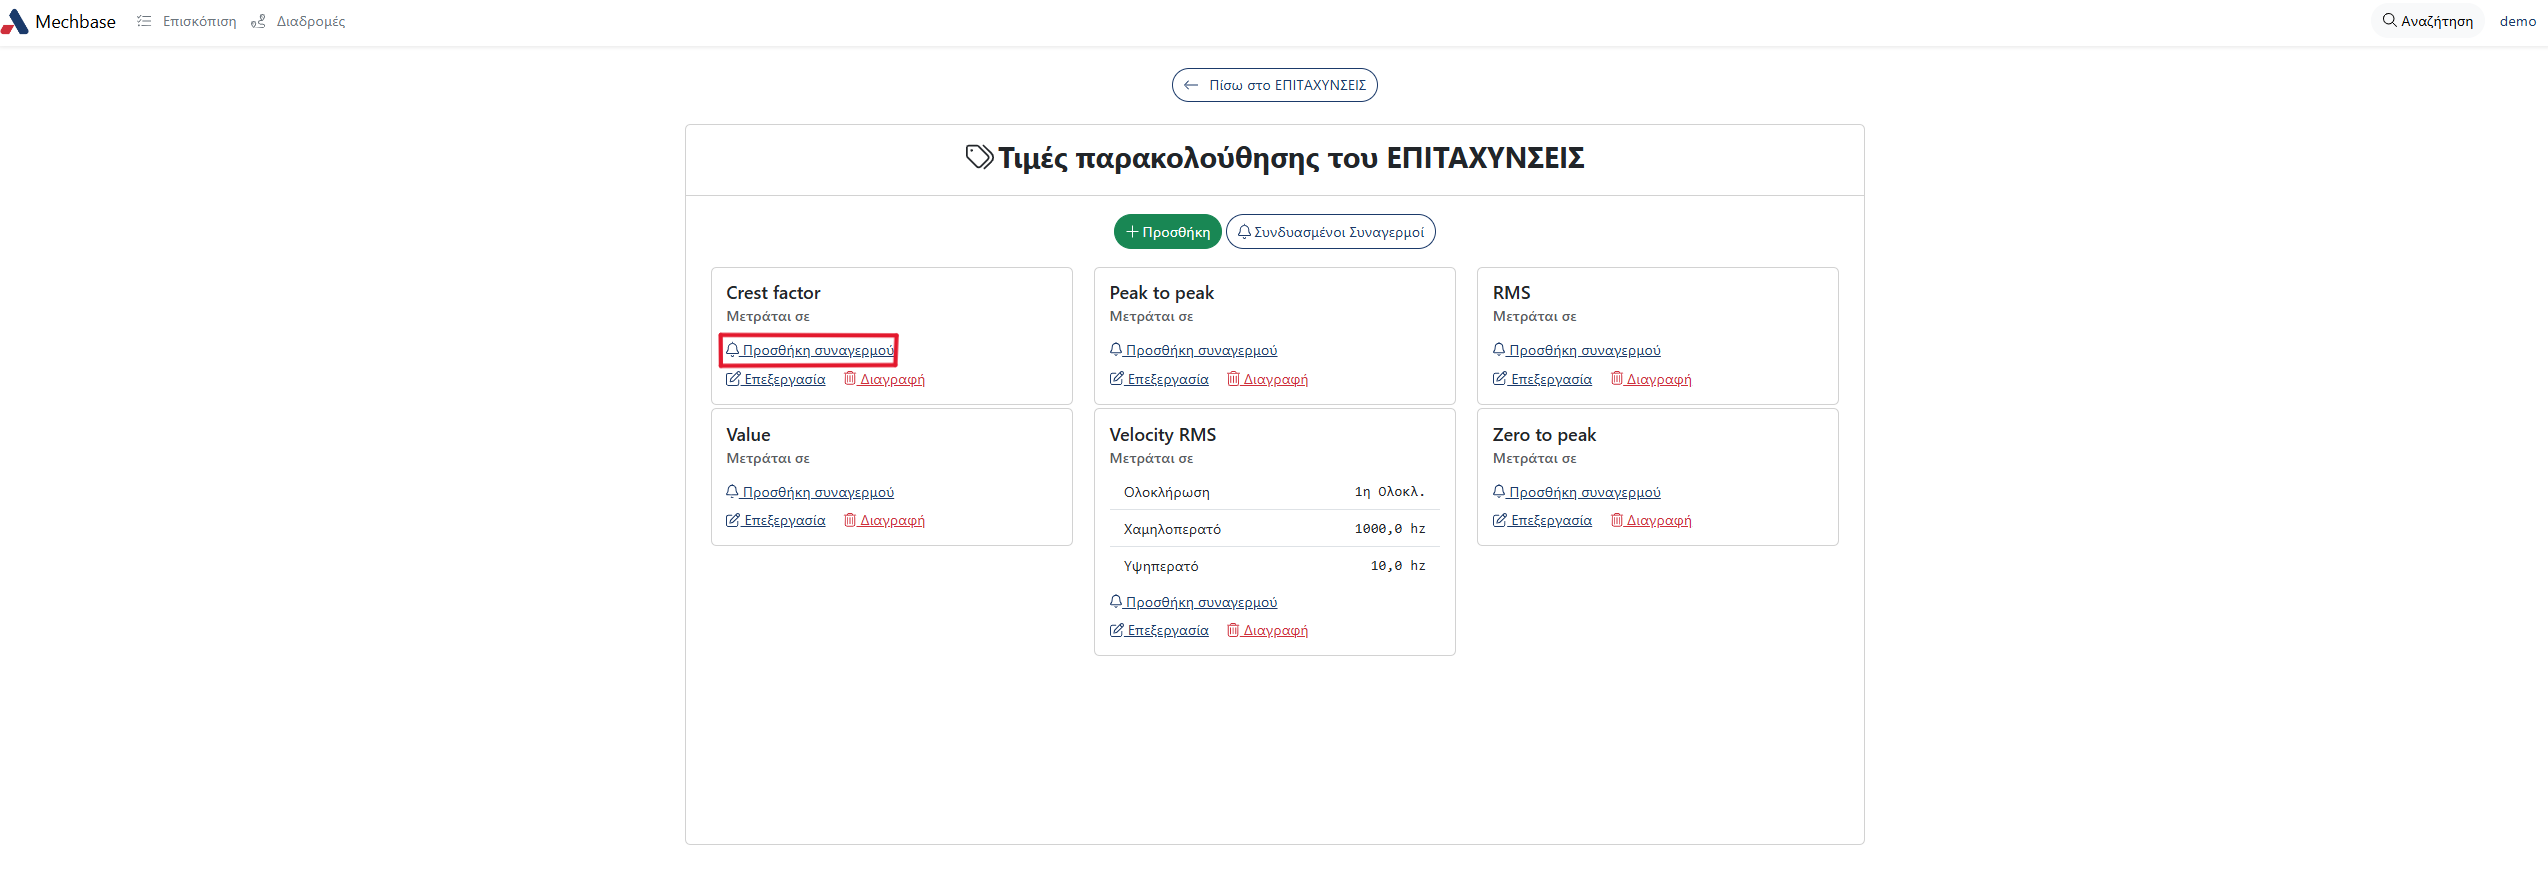 Mechbase Επισκόπιση Διαδρομές Αναζήτηση demo
Πίσω στο ΕΠΙΤΑΧΥΝΣΕΙΣ
Τιμές παρακολούθησης του ΕΠΙΤΑΧΥΝΣΕΙΣ
Προσθήκη Συνδυασμένοι Συναγερμοί
Crest factor
Μετράται σε
Προσθήκη συναγερμού
Επεξεργασία Διαγραφή
Peak to peak
Μετράται σε
Προσθήκη συναγερμού
Επεξεργασία Διαγραφή
RMS
Μετράται σε
Προσθήκη συναγερμού
Επεξεργασία Διαγραφή
Value
Μετράται σε
Προσθήκη συναγερμού
Επεξεργασία Διαγραφή
Velocity RMS
Μετράται σε
Ολοκλήρωση 1η Ολοκλ.
Χαμηλοπερατό 1000,0 hz
Υψηπερατό 10,0 hz
Προσθήκη συναγερμού
Επεξεργασία Διαγραφή
Zero to peak
Μετράται σε
Προσθήκη συναγερμού
Επεξεργασία Διαγραφή